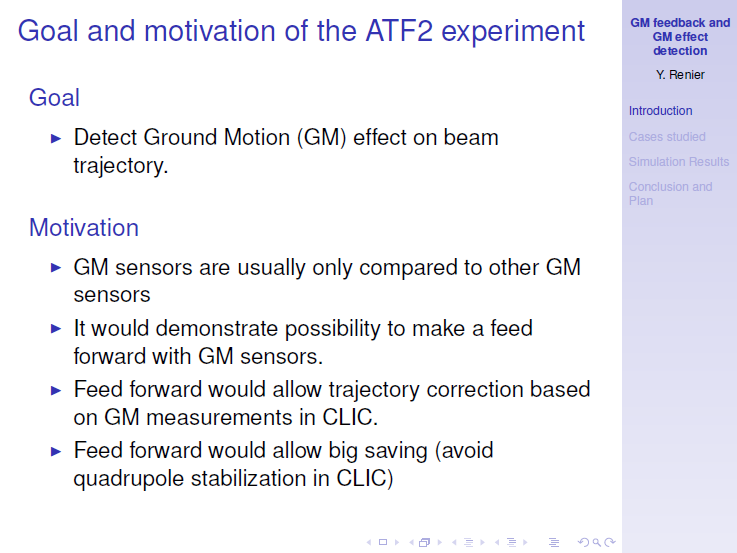 Goal and motivation of the ATF2 experiment
Goal
Detect Ground Motion (GM) effect on beam
trajectory.
Motivation
GM sensors are usually only compared to other GM
sensors
It would demonstrate possibility to make a feed
forward with GM sensors.
Feed forward would allow trajectory correction based
on GM measurements in CLIC.
Feed forward would allow big saving (avoid
quadrupole stabilization in CLIC)
GM feedback and
GM effect
detection
Y. Renier
Introduction
Cases studied
Simulation Results
Conclusion and
Plan